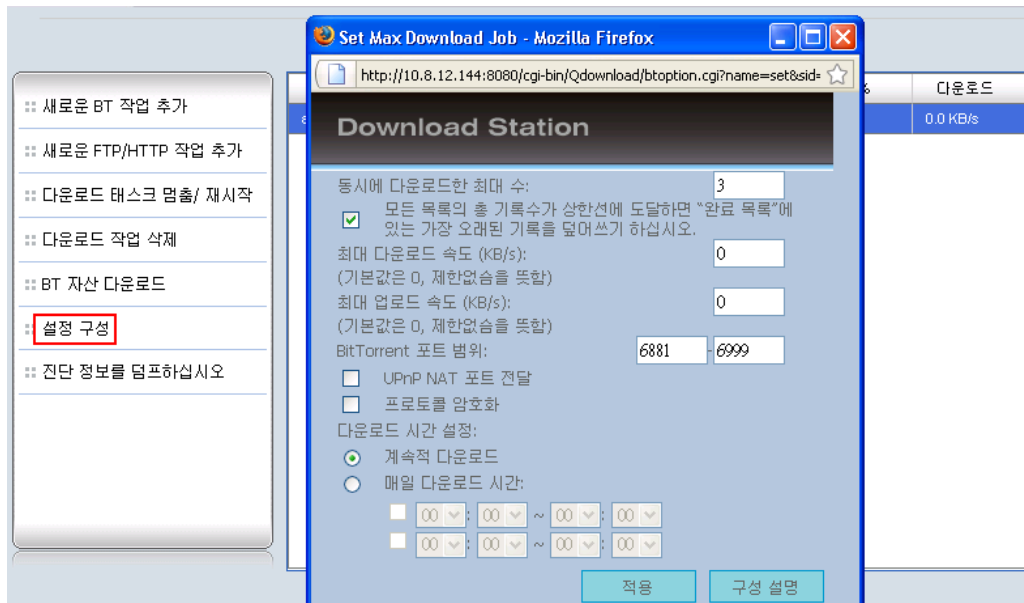 Set Max Download Job - Mozilla Firefox
http://10.8.12.144:8080/cgi-bin/Qdownload/btoption.cgi?name=set&sid=
새로운 BT 작업 추가
새로운 FTP/HTTP 작업 추가
다운로드 태스크 멈춤/ 재시작
다운로드 작업 삭제
BT 자산 다운로드
설정 구성
진단 정보를 덤프하십시오
%
다운로드
0.0 KB/s
Download Station
동시에 다운로드한 최대 수: 3
모든 목록의 총 기록수가 상한선에 도달하면 “완료 목록”에
있는 가장 오래된 기록을 덮어쓰기 하십시오.
최대 다운로드 속도 (KB/s): 0
(기본값은 0, 제한없슴을 뜻함)
최대 업로드 속도 (KB/s): 0
(기본값은 0, 제한없슴을 뜻함)
BitTorrent 포트 범위: 6881 - 6999
UPnP NAT 포트 전달
프로토콜 암호화
다운로드 시간 설정:
계속적 다운로드
매일 다운로드 시간:
00 : 00 ~ 00 : 00
00 : 00 ~ 00 : 00
적용 구성 설명